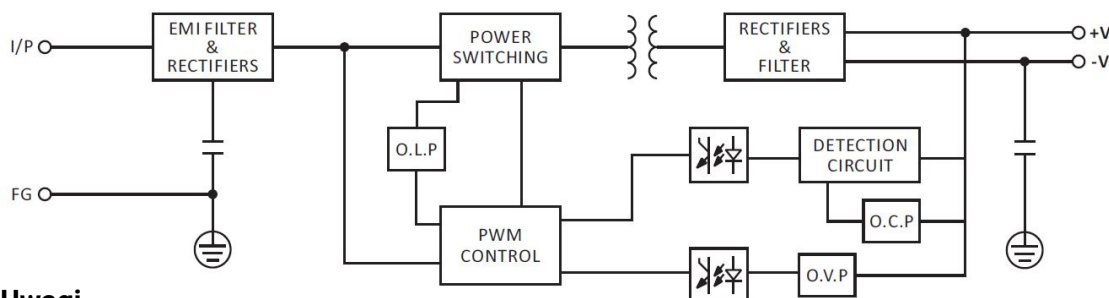 I/P
EMI FILTER
&
RECTIFIERS
POWER
SWITCHING
RECTIFIERS
&
FILTER
+V
-V
O.L.P
DETECTION
CIRCUIT
FG
O.C.P
PWM
CONTROL
O.V.P
Uwagi